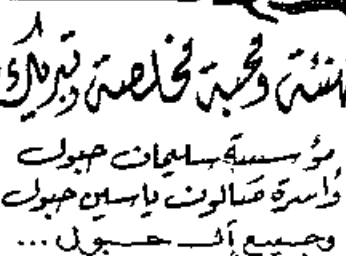 تهنئة ومحبة مخلصة وتبريك
مؤسسة سليمان حبول
وأسرة صالون ياسين حبول
وجميع آل حبول ...